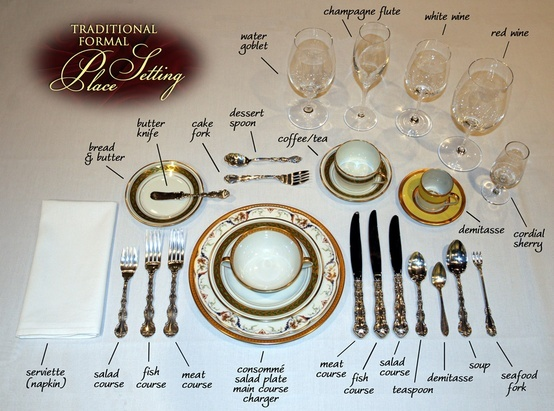 TRADITIONAL
FORMAL
Place Setting
champagne flute
white wine
red wine
water
goblet
dessert
spoon
cake
fork
butter
knife
bread
& butter
coffee/tea
demitasse
cordial
sherry
serviette
(napkin)
salad
course
fish
course
meat
course
consommé
salad plate
main course
charger
meat
course
fish
course
salad
course
teaspoon
demitasse
soup
seafood
fork